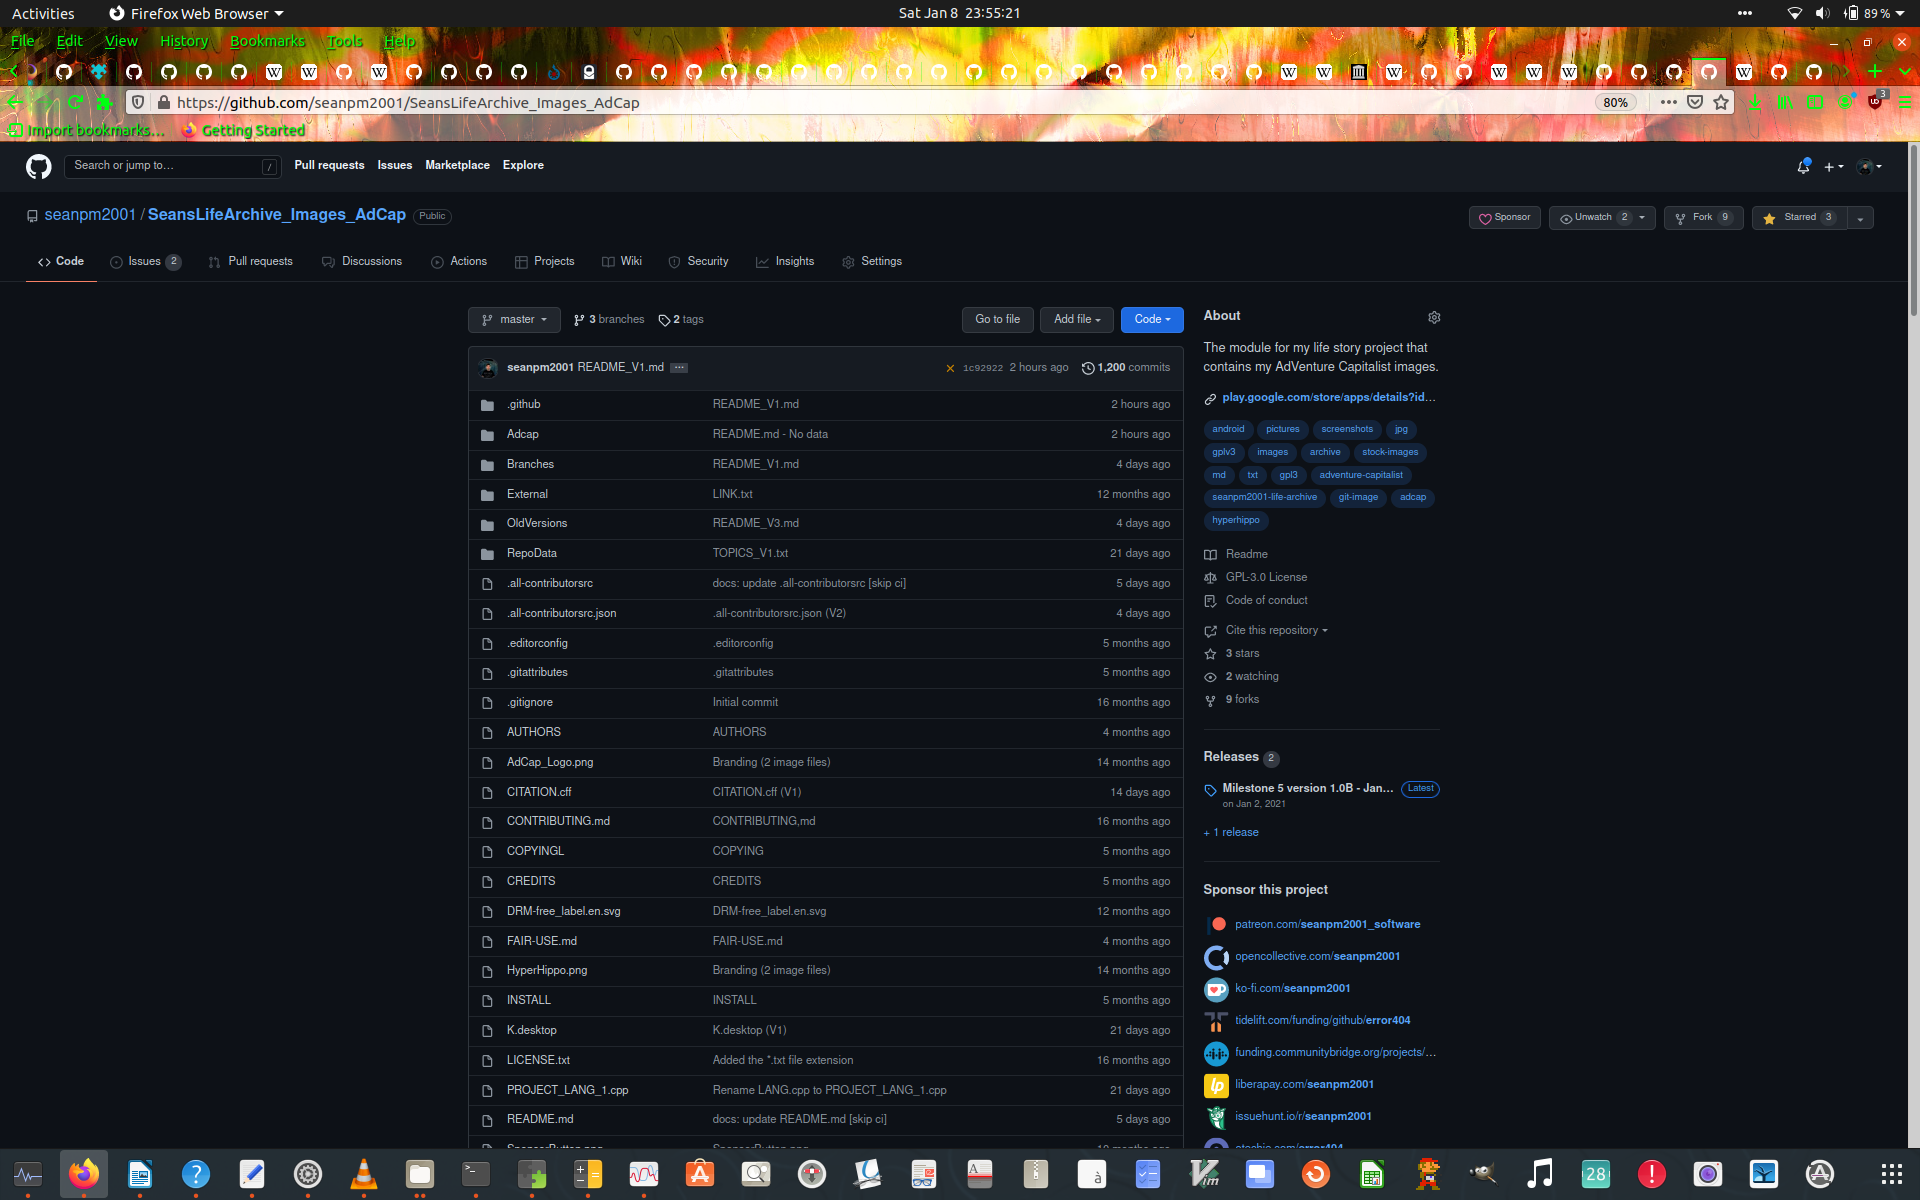 Activities Firefox Web Browser Sat Jan 8 23:55:21 89 %
File Edit View History Bookmarks Tools Help
https://github.com/seanpm2001/SeansLifeArchive_Images_AdCap 80% 3
Import bookmarks... Getting Started
Search or jump to... / Pull requests Issues Marketplace Explore
seanpm2001 / SeansLifeArchive_Images_AdCap Public Sponsor Unwatch 2 Fork 9 Starred 3
Code Issues 2 Pull requests Discussions Actions Projects Wiki Security Insights Settings
master 3 branches 2 tags Go to file Add file Code
seanpm2001 README_V1.md ... 1c92922 2 hours ago 1,200 commits
.github README_V1.md 2 hours ago
Adcap README.md - No data 2 hours ago
Branches README_V1.md 4 days ago
External LINK.txt 12 months ago
OldVersions README_V3.md 4 days ago
RepoData TOPICS_V1.txt 21 days ago
.all-contributorsrc docs: update .all-contributorsrc [skip ci] 5 days ago
.all-contributorsrc.json .all-contributorsrc.json (V2) 4 days ago
.editorconfig .editorconfig 5 months ago
.gitattributes .gitattributes 5 months ago
.gitignore Initial commit 16 months ago
AUTHORS AUTHORS 4 months ago
AdCap_Logo.png Branding (2 image files) 14 months ago
CITATION.cff CITATION.cff (V1) 14 days ago
CONTRIBUTING.md CONTRIBUTING,md 16 months ago
COPYINGL COPYING 5 months ago
CREDITS CREDITS 5 months ago
DRM-free_label.en.svg DRM-free_label.en.svg 12 months ago
FAIR-USE.md FAIR-USE.md 4 months ago
HyperHippo.png Branding (2 image files) 14 months ago
INSTALL INSTALL 5 months ago
K.desktop K.desktop (V1) 21 days ago
LICENSE.txt Added the *.txt file extension 16 months ago
PROJECT_LANG_1.cpp Rename LANG.cpp to PROJECT_LANG_1.cpp 21 days ago
README.md docs: update README.md [skip ci] 5 days ago
About
The module for my life story project that
contains my AdVenture Capitalist images.
play.google.com/store/apps/details?id...
android pictures screenshots jpg
gplv3 images archive stock-images
md txt gpl3 adventure-capitalist
seanpm2001-life-archive git-image adcap
hyperhippo
Readme
GPL-3.0 License
Code of conduct
Cite this repository
3 stars
2 watching
9 forks
Releases 2
Milestone 5 version 1.0B - Jan... Latest
on Jan 2, 2021
+ 1 release
Sponsor this project
patreon.com/seanpm2001_software
opencollective.com/seanpm2001
ko-fi.com/seanpm2001
tidelift.com/funding/github/error404
funding.communitybridge.org/projects/...
liberapay.com/seanpm2001
issuehunt.io/r/seanpm2001
28